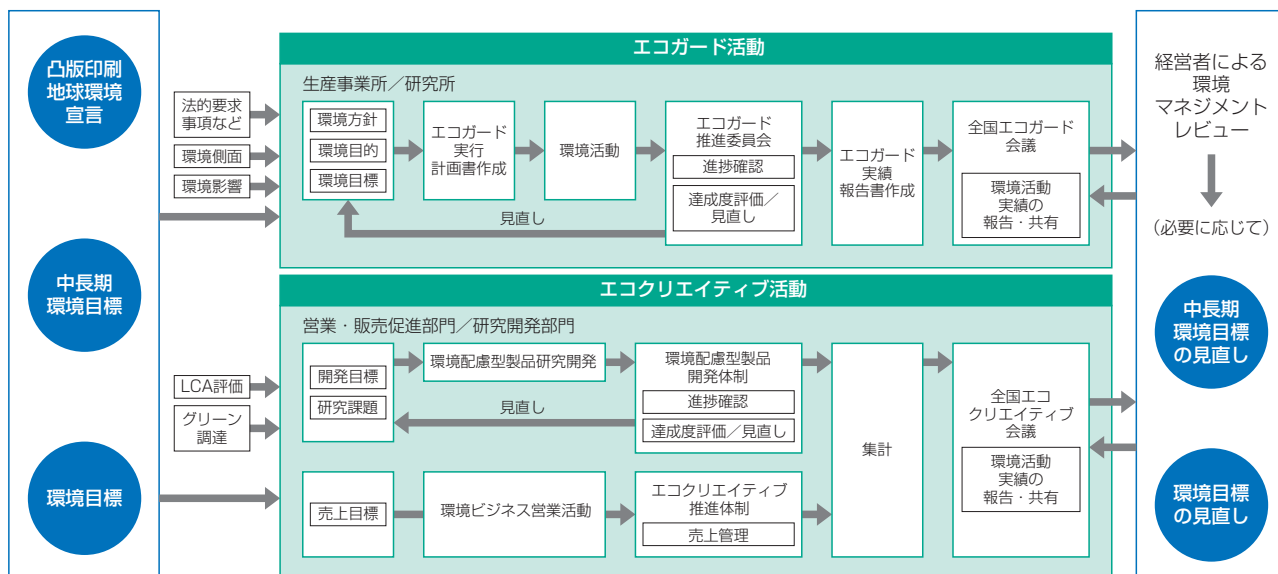 凸版印刷
地球環境
宣言
中長期
環境目標
環境目標
法的要求
事項など
環境側面
環境影響
LCA評価
グリーン
調達
エコガード活動
生産事業所／研究所
環境方針
環境目的
環境目標
エコガード
実行
計画書作成
環境活動
エコガード
推進委員会
進捗確認
達成度評価／
見直し
見直し
エコガード
実績
報告書作成
全国エコガード
会議
環境活動
実績の
報告・共有
エコクリエイティブ活動
営業・販売促進部門／研究開発部門
開発目標
研究課題
環境配慮型製品研究開発
見直し
環境配慮型製品
開発体制
進捗確認
達成度評価／見直し
売上目標
環境ビジネス営業活動
エコクリエイティブ
推進体制
売上管理
集計
全国エコ
クリエイティブ
会議
環境活動
実績の
報告・共有
経営者による
環境
マネジメント
レビュー
（必要に応じて）
中長期
環境目標
の見直し
環境目標
の見直し